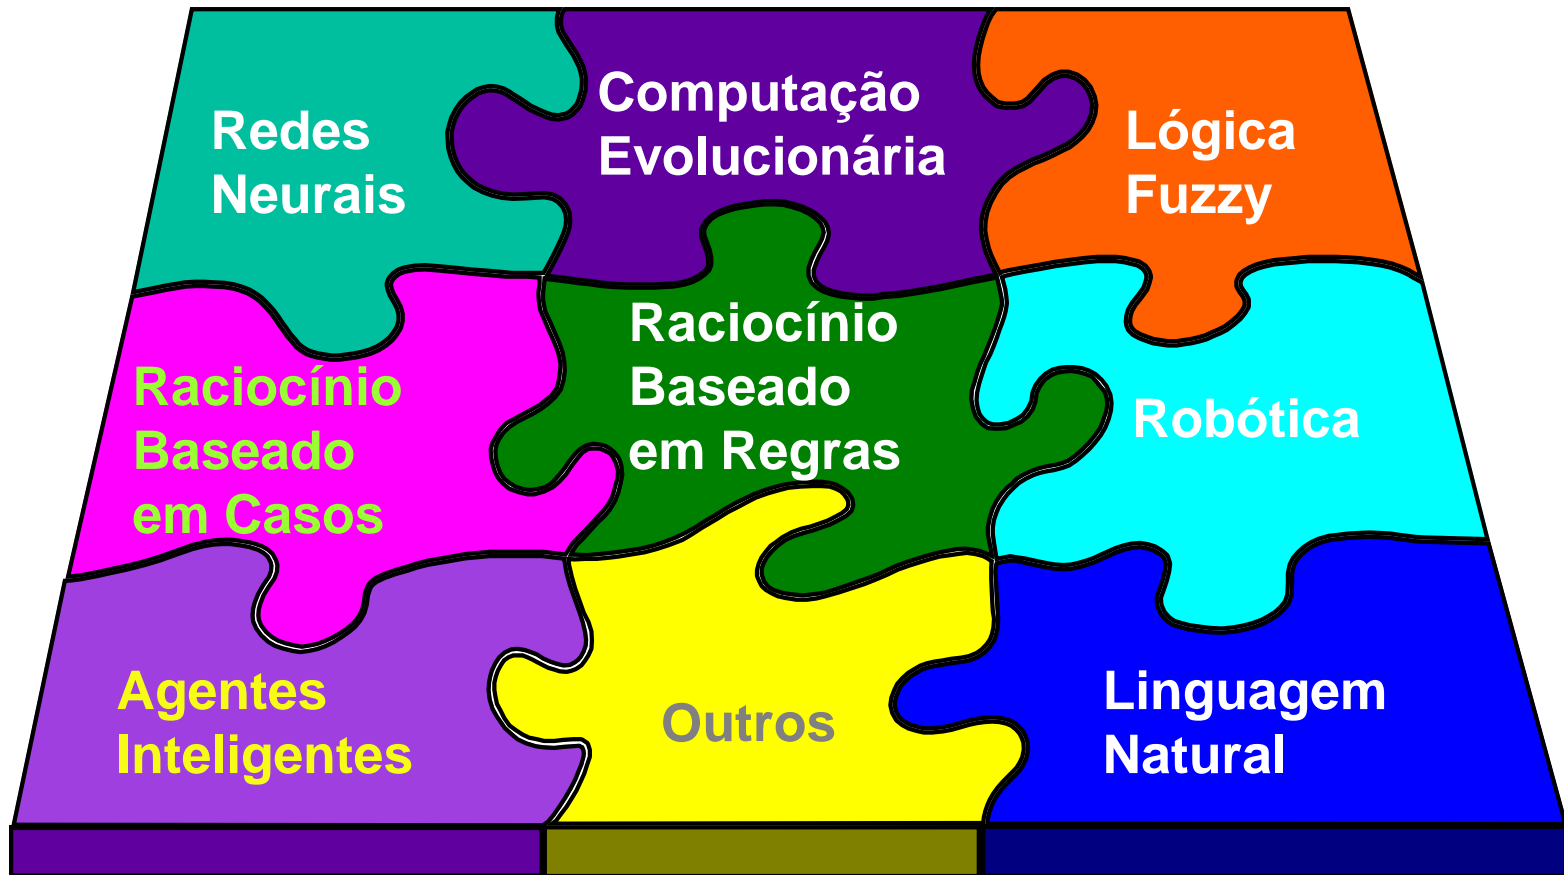 Redes
Neurais
Computação
Evolucionária
Lógica
Fuzzy
Raciocínio
Baseado
em Casos
Raciocínio
Baseado
em Regras
Robótica
Agentes
Inteligentes
Outros
Linguagem
Natural